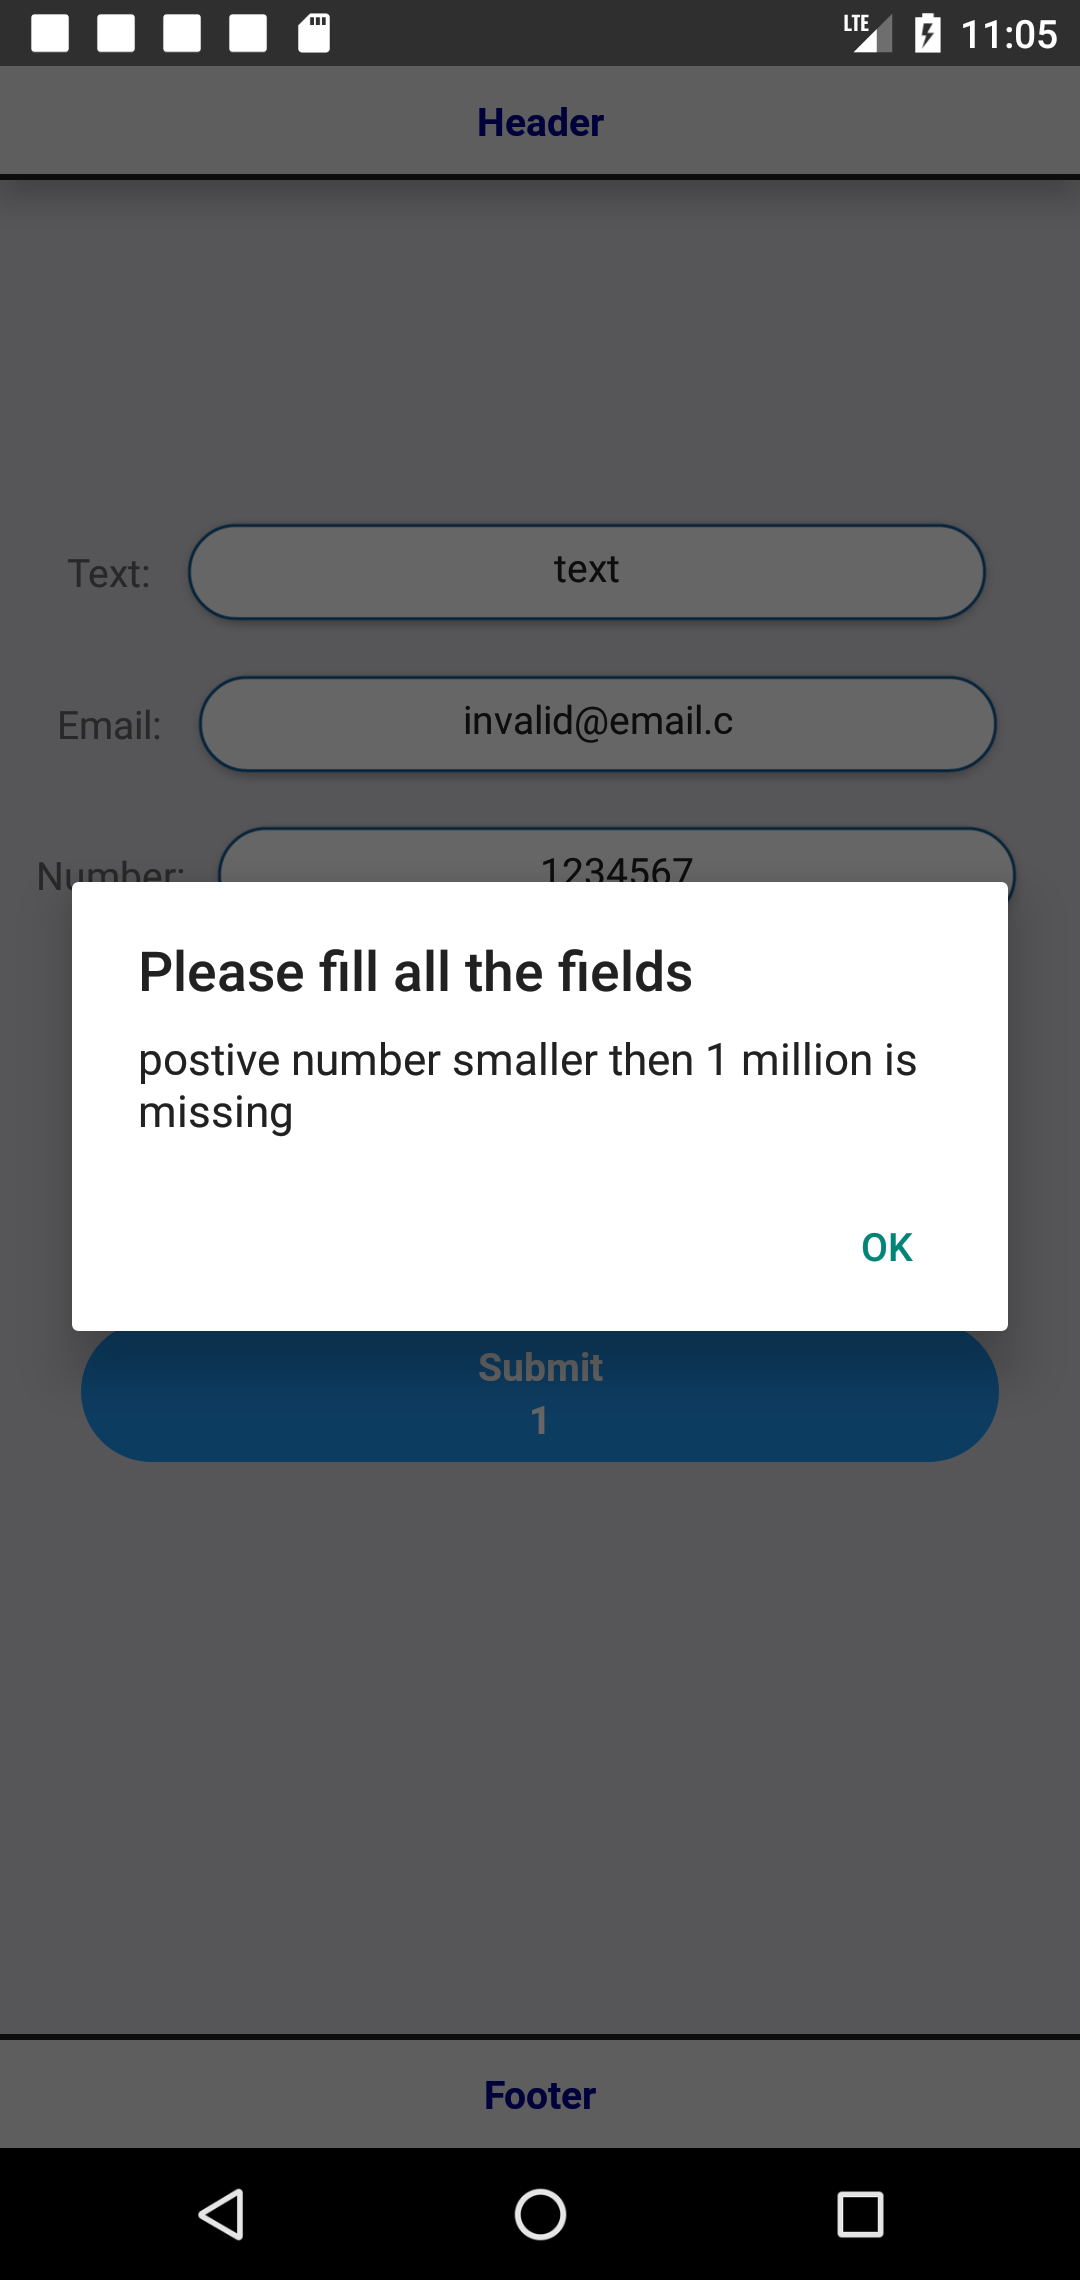 LTE 11:05
Header
Text: text
Email: invalid@email.c
Number: 1234567
Please fill all the fields
postive number smaller then 1 million is
missing
OK
Submit
1
Footer